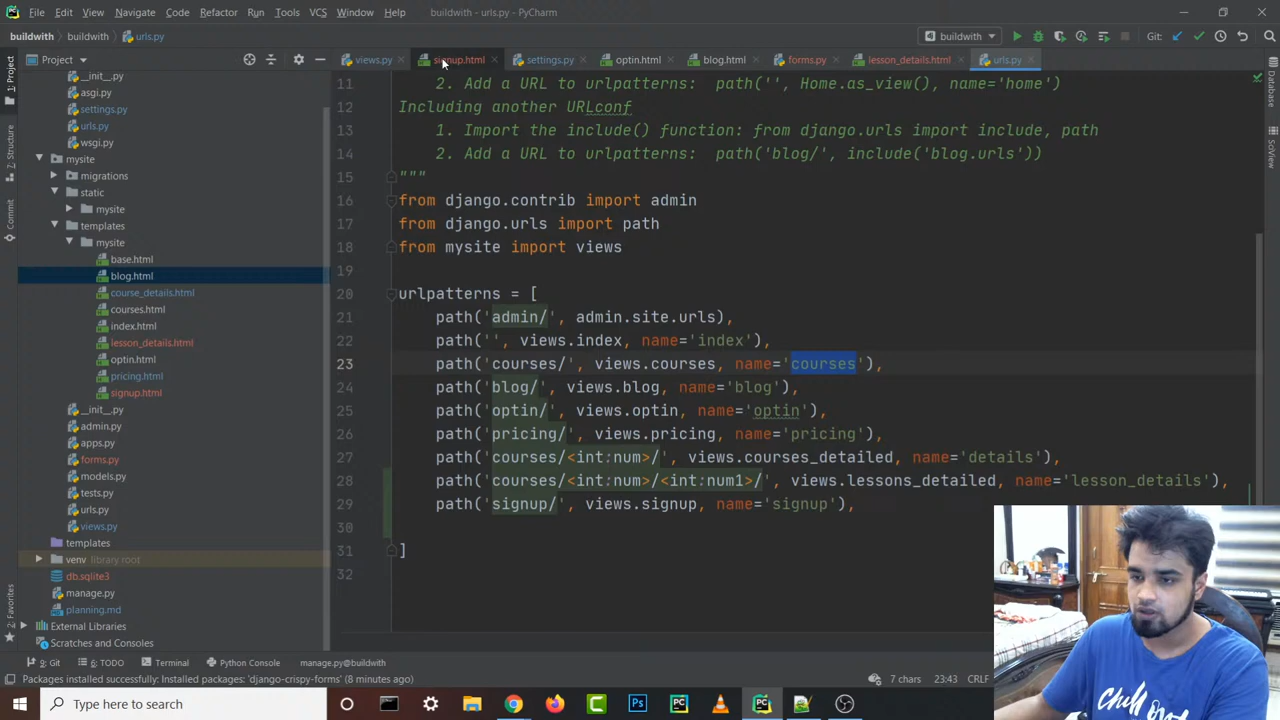 File Edit View Navigate Code Refactor Run Tools VCS Window Help buildwith - urls.py - PyCharm
buildwith buildwith urls.py buildwith Git:
Project views.py signup.html settings.py optin.html blog.html forms.py lesson_details.html urls.py
1: Project
7: Structure
Commit
2: Favorites
Database
SciView
__init__.py
asgi.py
settings.py
urls.py
wsgi.py
mysite
migrations
static
mysite
templates
mysite
base.html
blog.html
course_details.html
courses.html
index.html
lesson_details.html
optin.html
pricing.html
signup.html
__init__.py
admin.py
apps.py
forms.py
models.py
tests.py
urls.py
views.py
templates
venv library root
db.sqlite3
manage.py
planning.md
External Libraries
Scratches and Consoles
11 2. Add a URL to urlpatterns: path('', Home.as_view(), name='home')
12 Including another URLconf
13 1. Import the include() function: from django.urls import include, path
14 2. Add a URL to urlpatterns: path('blog/', include('blog.urls'))
15 """
16 from django.contrib import admin
17 from django.urls import path
18 from mysite import views
19
20 urlpatterns = [
21 path('admin/', admin.site.urls),
22 path('', views.index, name='index'),
23 path('courses/', views.courses, name='courses'),
24 path('blog/', views.blog, name='blog'),
25 path('optin/', views.optin, name='optin'),
26 path('pricing/', views.pricing, name='pricing'),
27 path('courses/<int:num>/', views.courses_detailed, name='details'),
28 path('courses/<int:num>/<int:num1>/', views.lessons_detailed, name='lesson_details'),
29 path('signup/', views.signup, name='signup'),
30
31 ]
32
9: Git 6: TODO Terminal Python Console manage.py@buildwith
Packages installed successfully: Installed packages: 'django-crispy-forms' (8 minutes ago) 7 chars 23:43 CRLF
Type here to search